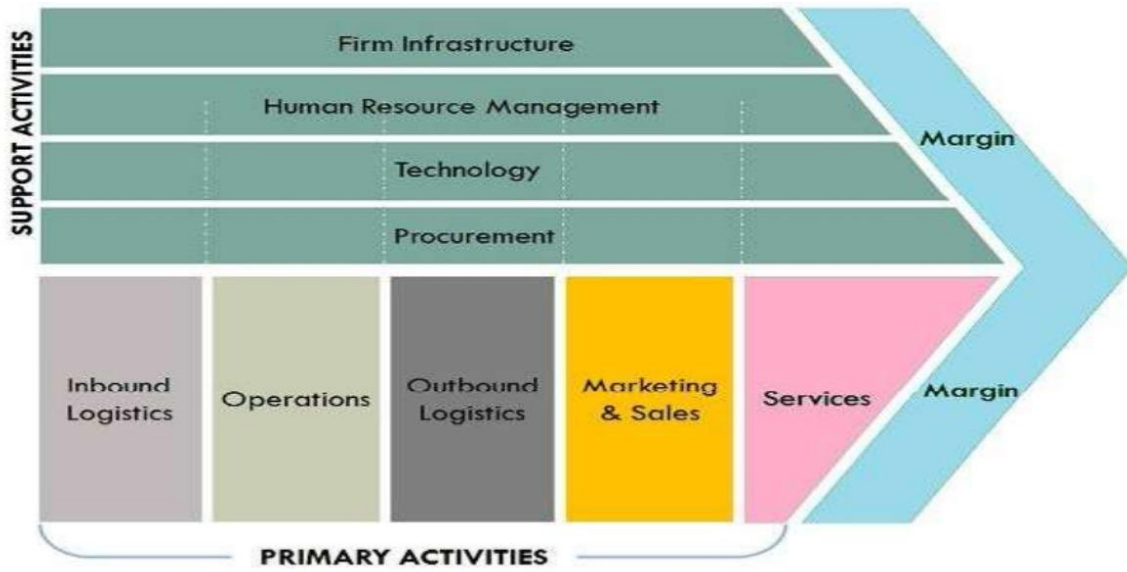 SUPPORT ACTIVITIES
Firm Infrastructure
Human Resource Management
Technology
Procurement
Margin
Inbound
Logistics
Operations
Outbound
Logistics
Marketing
& Sales
Services
Margin
PRIMARY ACTIVITIES